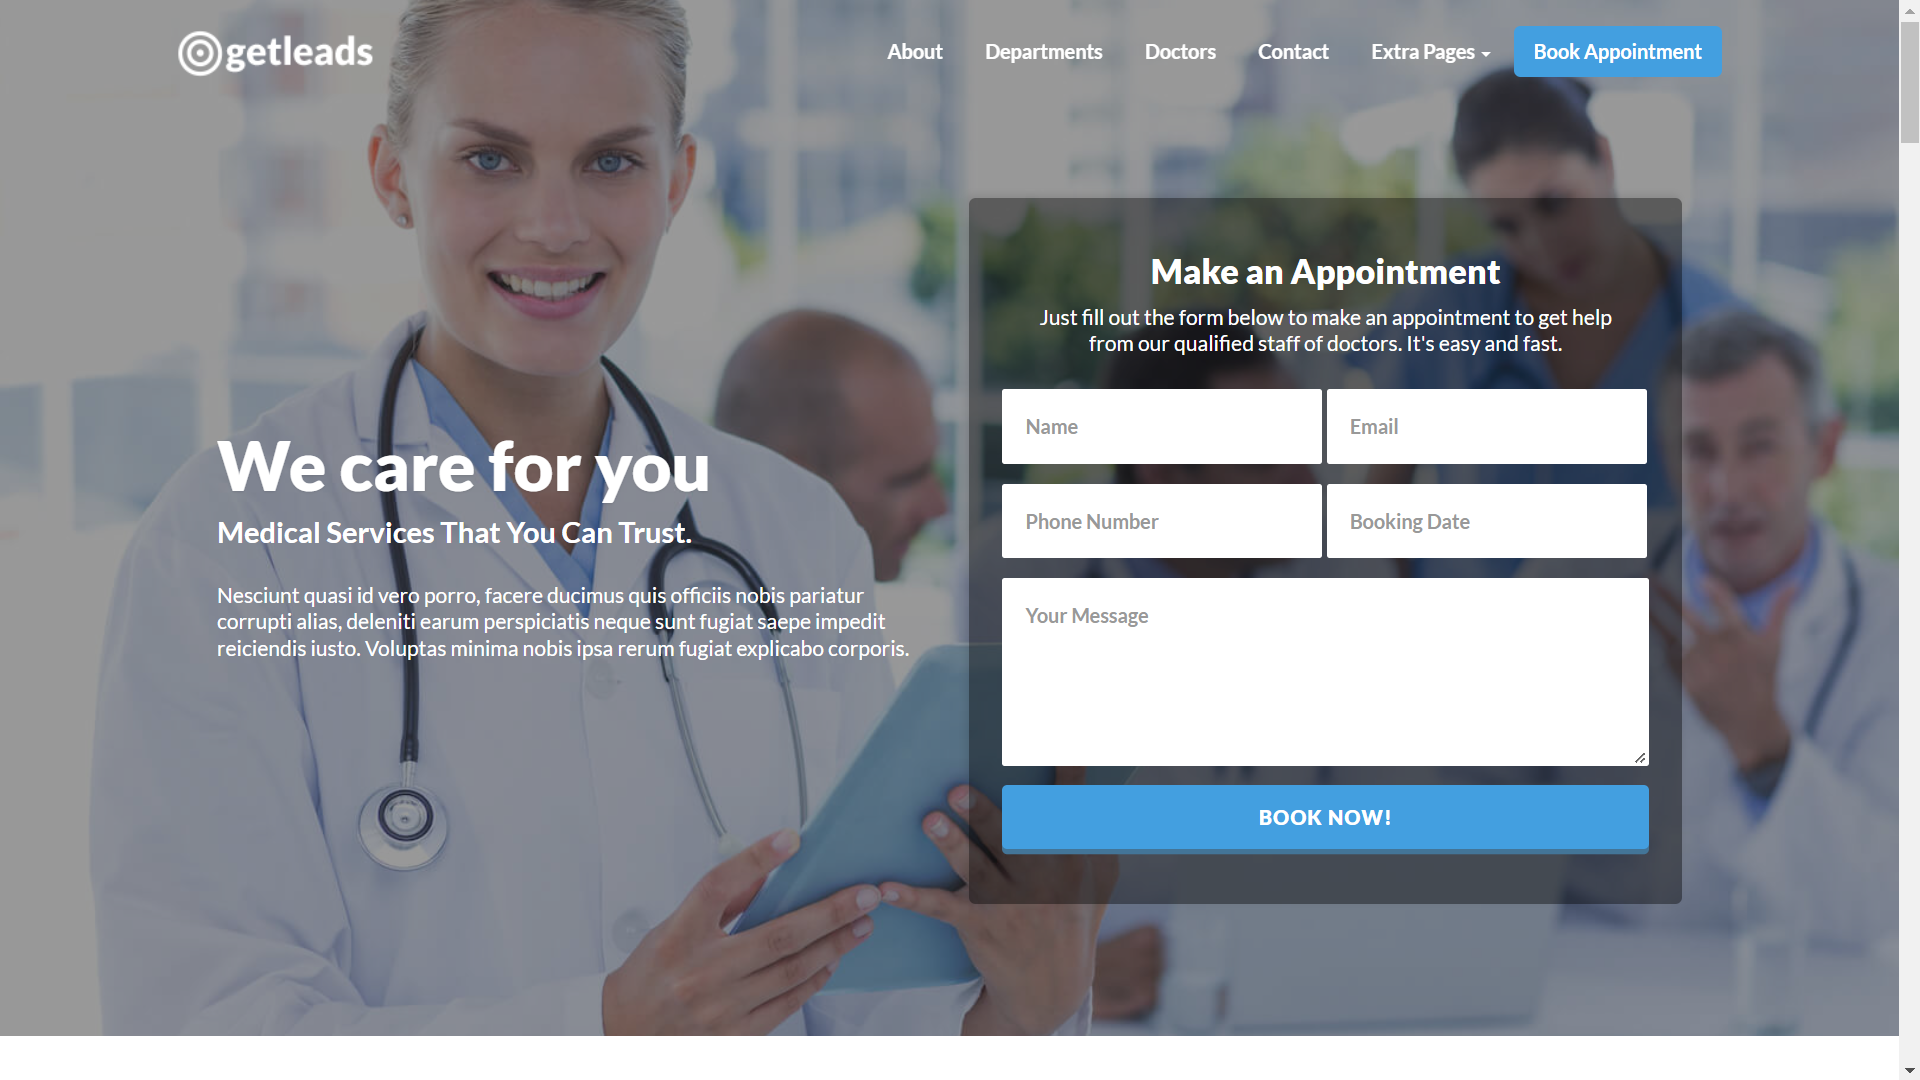 getleads
About
Departments
Doctors
Contact
Extra Pages
Book Appointment
We care for you
Medical Services That You Can Trust.
Nesciunt quasi id vero porro, facere ducimus quis officiis nobis pariatur
corrupti alias, deleniti earum perspiciatis neque sunt fugiat saepe impedit
reiciendis iusto. Voluptas minima nobis ipsa rerum fugiat explicabo corporis.
Make an Appointment
Just fill out the form below to make an appointment to get help
from our qualified staff of doctors. It's easy and fast.
Name
Email
Phone Number
Booking Date
Your Message
BOOK NOW!